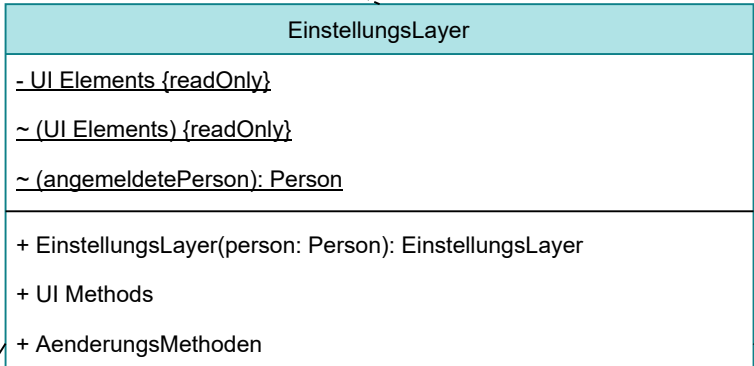 EinstellungsLayer
- UI Elements {readOnly}
~ (UI Elements) {readOnly}
~ (angemeldetePerson): Person
+ EinstellungsLayer(person: Person): EinstellungsLayer
+ UI Methods
+ AenderungsMethoden